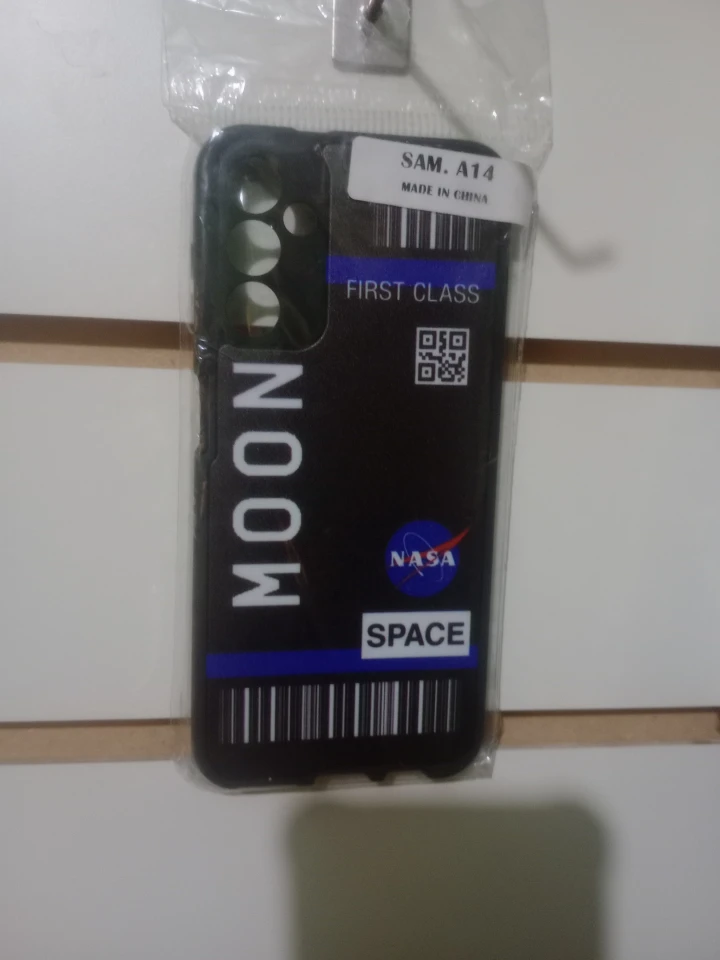 SAM. A14
MADE IN CHINA
FIRST CLASS
MOON
NASA
SPACE